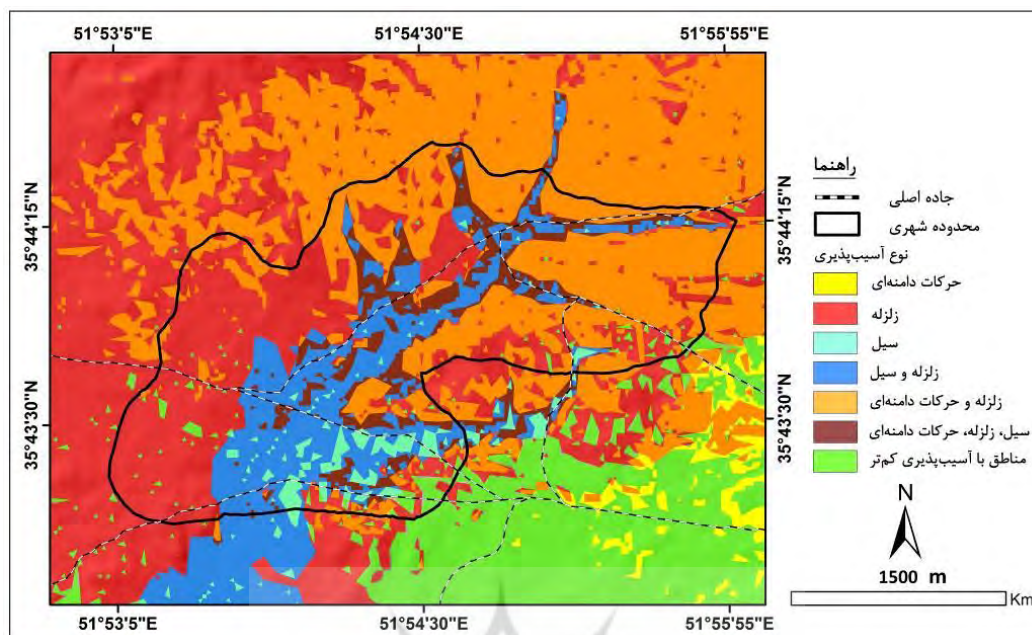 51°53'5"E
51°54'30"E
51°55'55"E
35°44'15"N
35°44'15"N
35°43'30"N
35°43'30"N
راهنما
جاده اصلی
محدوده شهری
نوع آسیب‌پذیری
حرکات دامنه‌ای
زلزله
سیل
زلزله و سیل
زلزله و حرکات دامنه‌ای
سیل، زلزله، حرکات دامنه‌ای
مناطق با آسیب‌پذیری کم‌تر
N
1500 m
Km
51°53'5"E
51°54'30"E
51°55'55"E